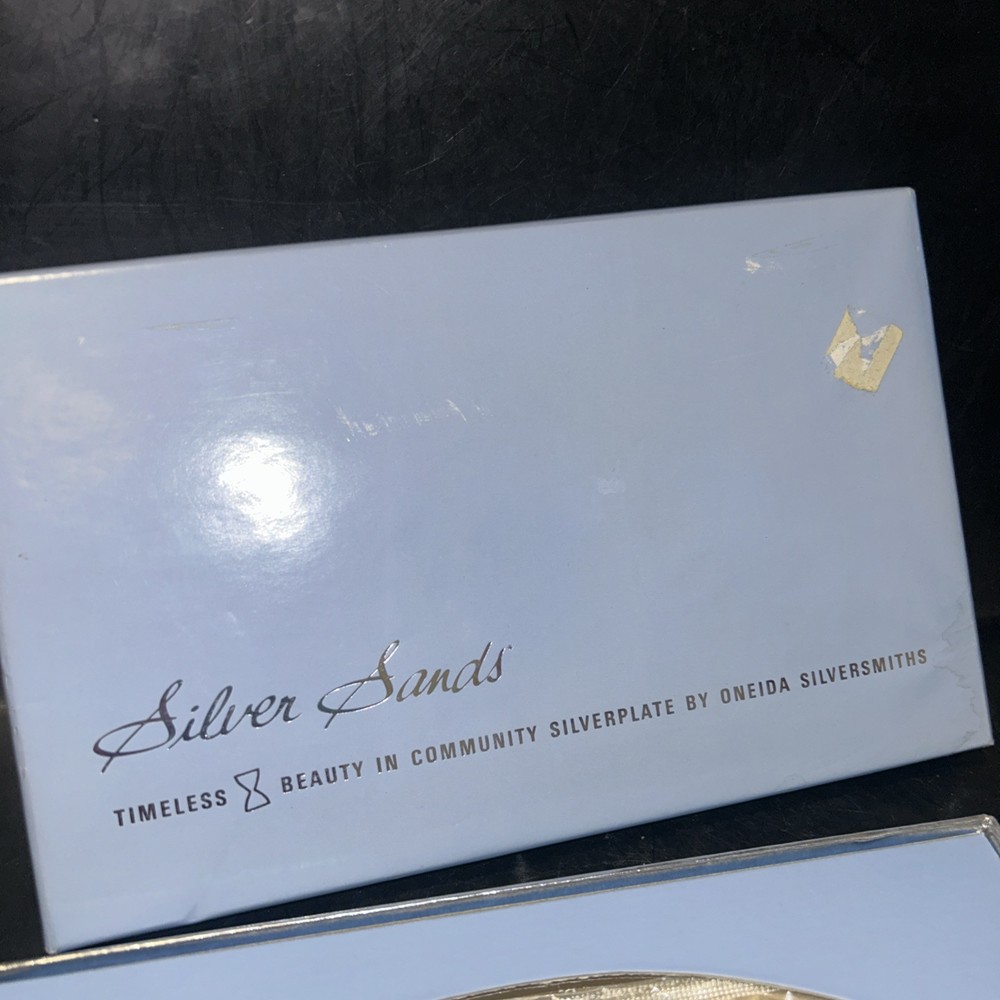 Silver Sands
TIMELESS BEAUTY IN COMMUNITY SILVERPLATE BY ONEIDA SILVERSMITHS